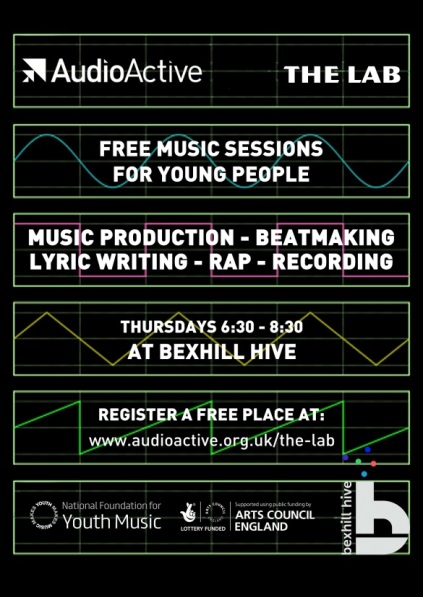 AudioActive
THE LAB
FREE MUSIC SESSIONS
FOR YOUNG PEOPLE
MUSIC PRODUCTION - BEATMAKING
LYRIC WRITING - RAP - RECORDING
THURSDAYS 6:30 - 8:30
AT BEXHILL HIVE
REGISTER A FREE PLACE AT:
www.audioactive.org.uk/the-lab
National Foundation for
Youth Music
LOTTERY FUNDED
Supported using public funding by
ARTS COUNCIL
ENGLAND
bexhill hive
b